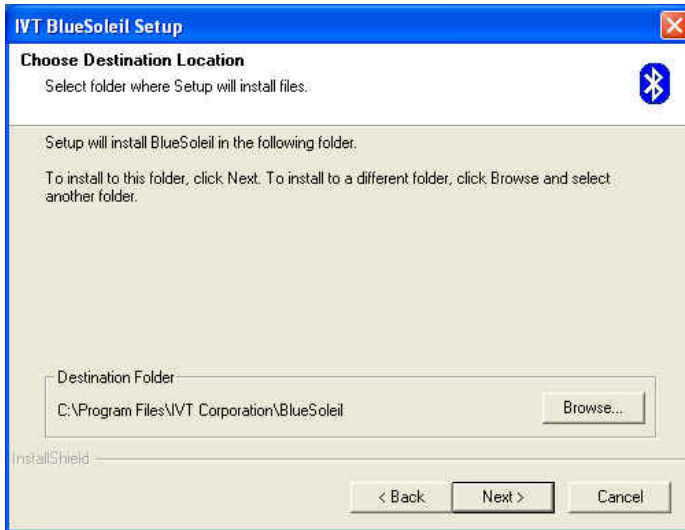 IVT BlueSoleil Setup
Choose Destination Location
Select folder where Setup will install files.
Setup will install BlueSoleil in the following folder.
To install to this folder, click Next. To install to a different folder, click Browse and select
another folder.
Destination Folder
C:\Program Files\IVT Corporation\BlueSoleil
Browse...
InstallShield
< Back
Next >
Cancel